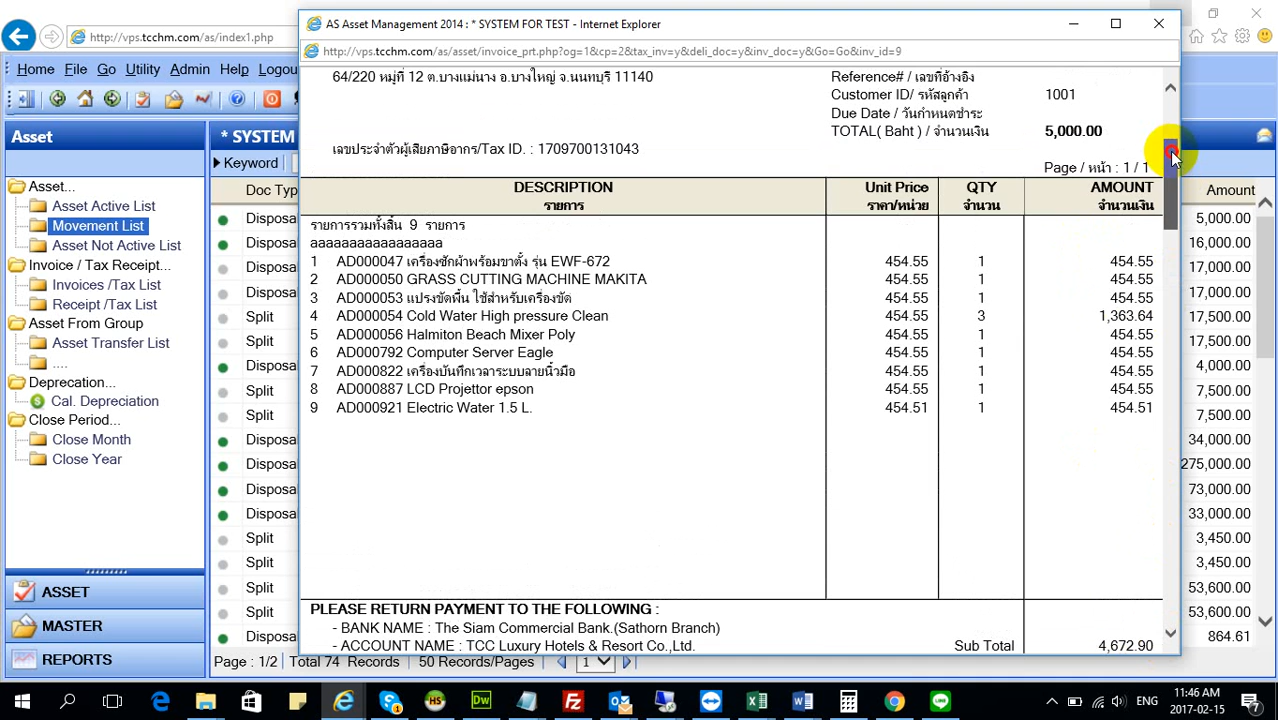 AS Asset Management 2014 : * SYSTEM FOR TEST - Internet Explorer
http://vps.tcchm.com/as/index1.php
http://vps.tcchm.com/as/asset/invoice_prt.php?og=1&cp=2&tax_inv=y&deli_doc=y&inv_doc=y&Go=Go&inv_id=9
Home File Go Utility Admin Help Logou
Asset
* SYSTEM
Keyword
Doc Typ
Amount
Asset...
Asset Active List
Movement List
Asset Not Active List
Invoice / Tax Receipt...
Invoices /Tax List
Receipt /Tax List
Asset From Group
Asset Transfer List
....
Deprecation...
Cal. Depreciation
Close Period...
Close Month
Close Year
ASSET
MASTER
REPORTS
Disposa
Disposa
Disposa
Disposa
Split
Split
Disposa
Split
Split
Disposa
Disposa
Disposa
Disposa
Split
Split
Split
Split
Disposa
64/220 หมู่ที่ 12 ต.บางแม่นาง อ.บางใหญ่ จ.นนทบุรี 11140
Reference# / เลขที่อ้างอิง
Customer ID/ รหัสลูกค้า 1001
Due Date / วันกำหนดชำระ
TOTAL( Baht ) / จำนวนเงิน 5,000.00
เลขประจำตัวผู้เสียภาษีอากร/Tax ID. : 1709700131043
Page / หน้า : 1 / 1
DESCRIPTION Unit Price QTY AMOUNT
รายการ ราคา/หน่วย จำนวน จำนวนเงิน
รายการรวมทั้งสิ้น 9 รายการ
aaaaaaaaaaaaaaaaa
1 AD000047 เครื่องซักผ้าพร้อมขาตั้ง รุ่น EWF-672 454.55 1 454.55
2 AD000050 GRASS CUTTING MACHINE MAKITA 454.55 1 454.55
3 AD000053 แปรงขัดพื้น ใช้สำหรับเครื่องขัด 454.55 1 454.55
4 AD000054 Cold Water High pressure Clean 454.55 3 1,363.64
5 AD000056 Halmiton Beach Mixer Poly 454.55 1 454.55
6 AD000792 Computer Server Eagle 454.55 1 454.55
7 AD000822 เครื่องบันทึกเวลาระบบลายนิ้วมือ 454.55 1 454.55
8 AD000887 LCD Projettor epson 454.55 1 454.55
9 AD000921 Electric Water 1.5 L. 454.51 1 454.51
PLEASE RETURN PAYMENT TO THE FOLLOWING :
- BANK NAME : The Siam Commercial Bank.(Sathorn Branch)
- ACCOUNT NAME : TCC Luxury Hotels & Resort Co.,Ltd. Sub Total 4,672.90
5,000.00
16,000.00
17,000.00
17,000.00
17,000.00
17,000.00
4,000.00
7,500.00
7,500.00
34,000.00
275,000.00
73,000.00
33,000.00
3,450.00
3,450.00
53,600.00
53,600.00
864.61
Page : 1/2 Total 74 Records 50 Records/Pages 1
ENG
11:46 AM
2017-02-15